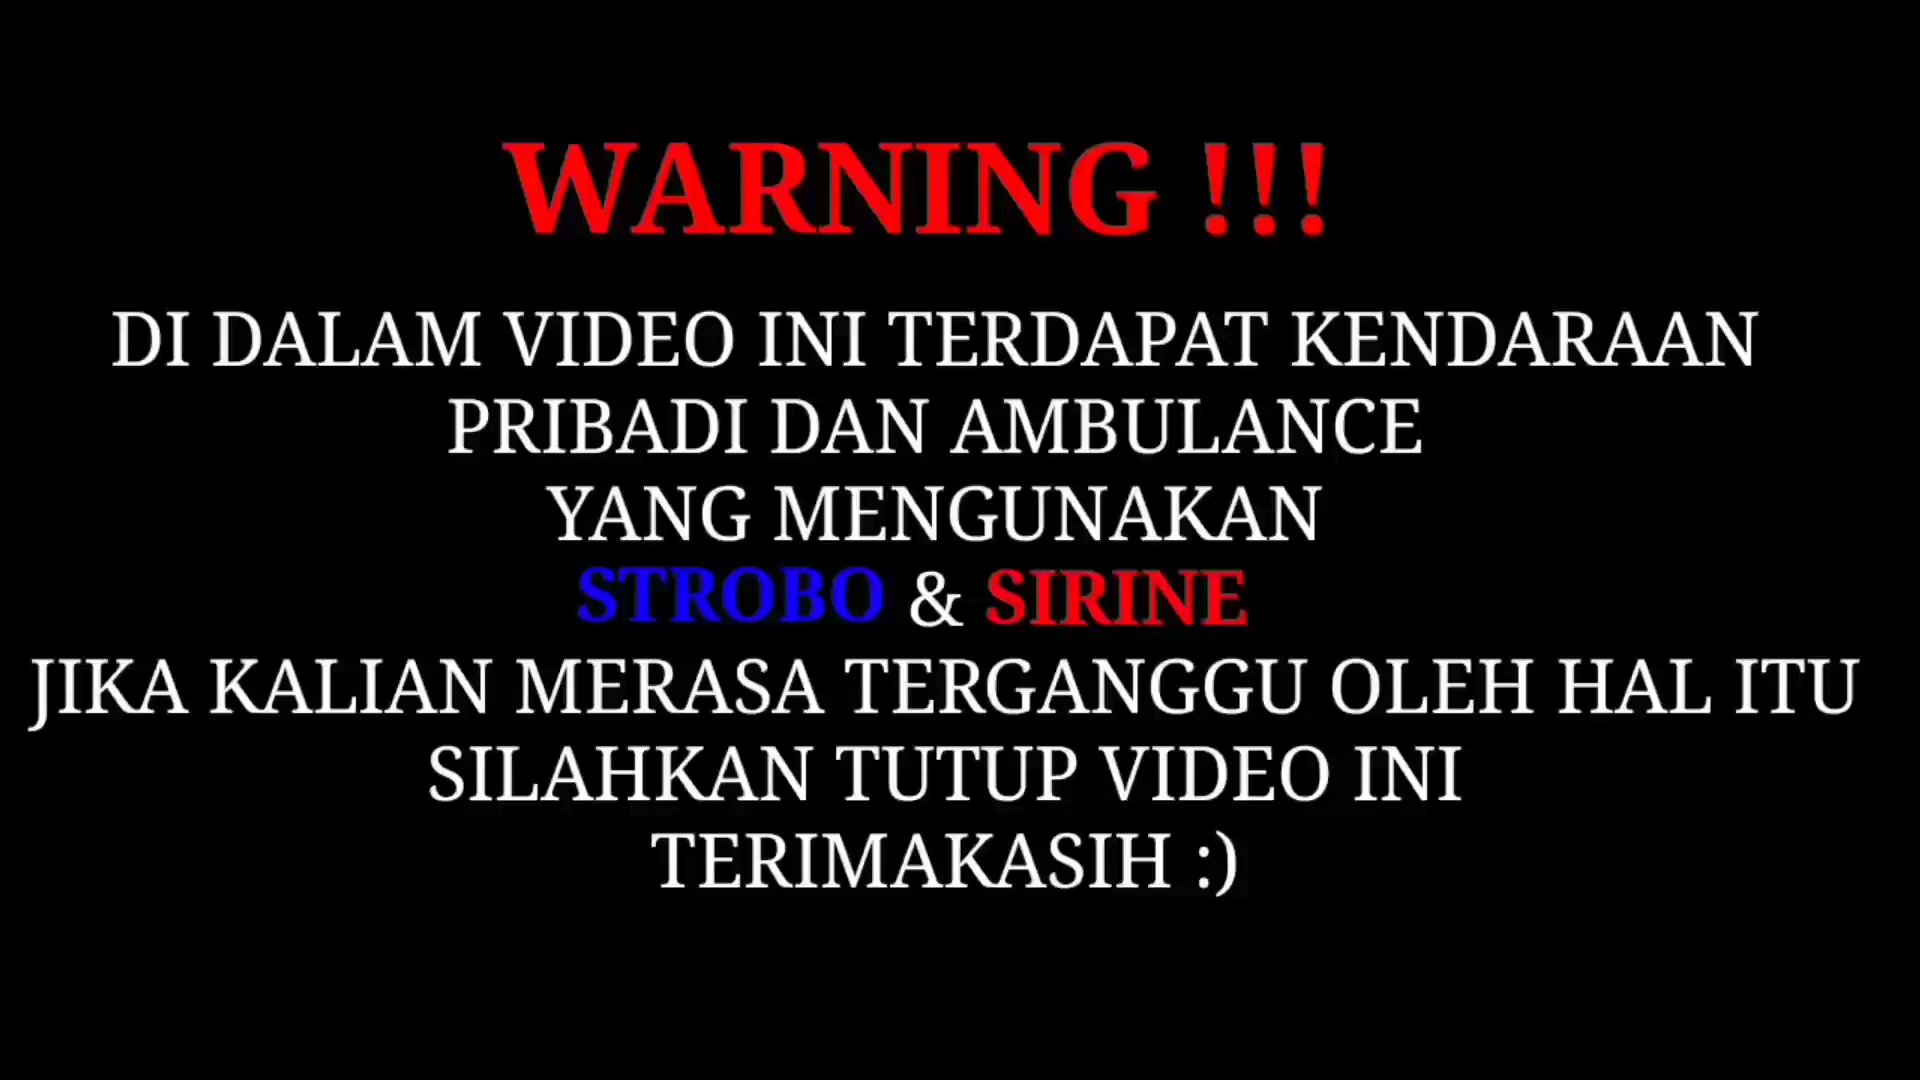 WARNING !!!
DI DALAM VIDEO INI TERDAPAT KENDARAAN
PRIBADI DAN AMBULANCE
YANG MENGUNAKAN
STROBO & SIRINE
JIKA KALIAN MERASA TERGANGGU OLEH HAL ITU
SILAHKAN TUTUP VIDEO INI
TERIMAKASIH :)